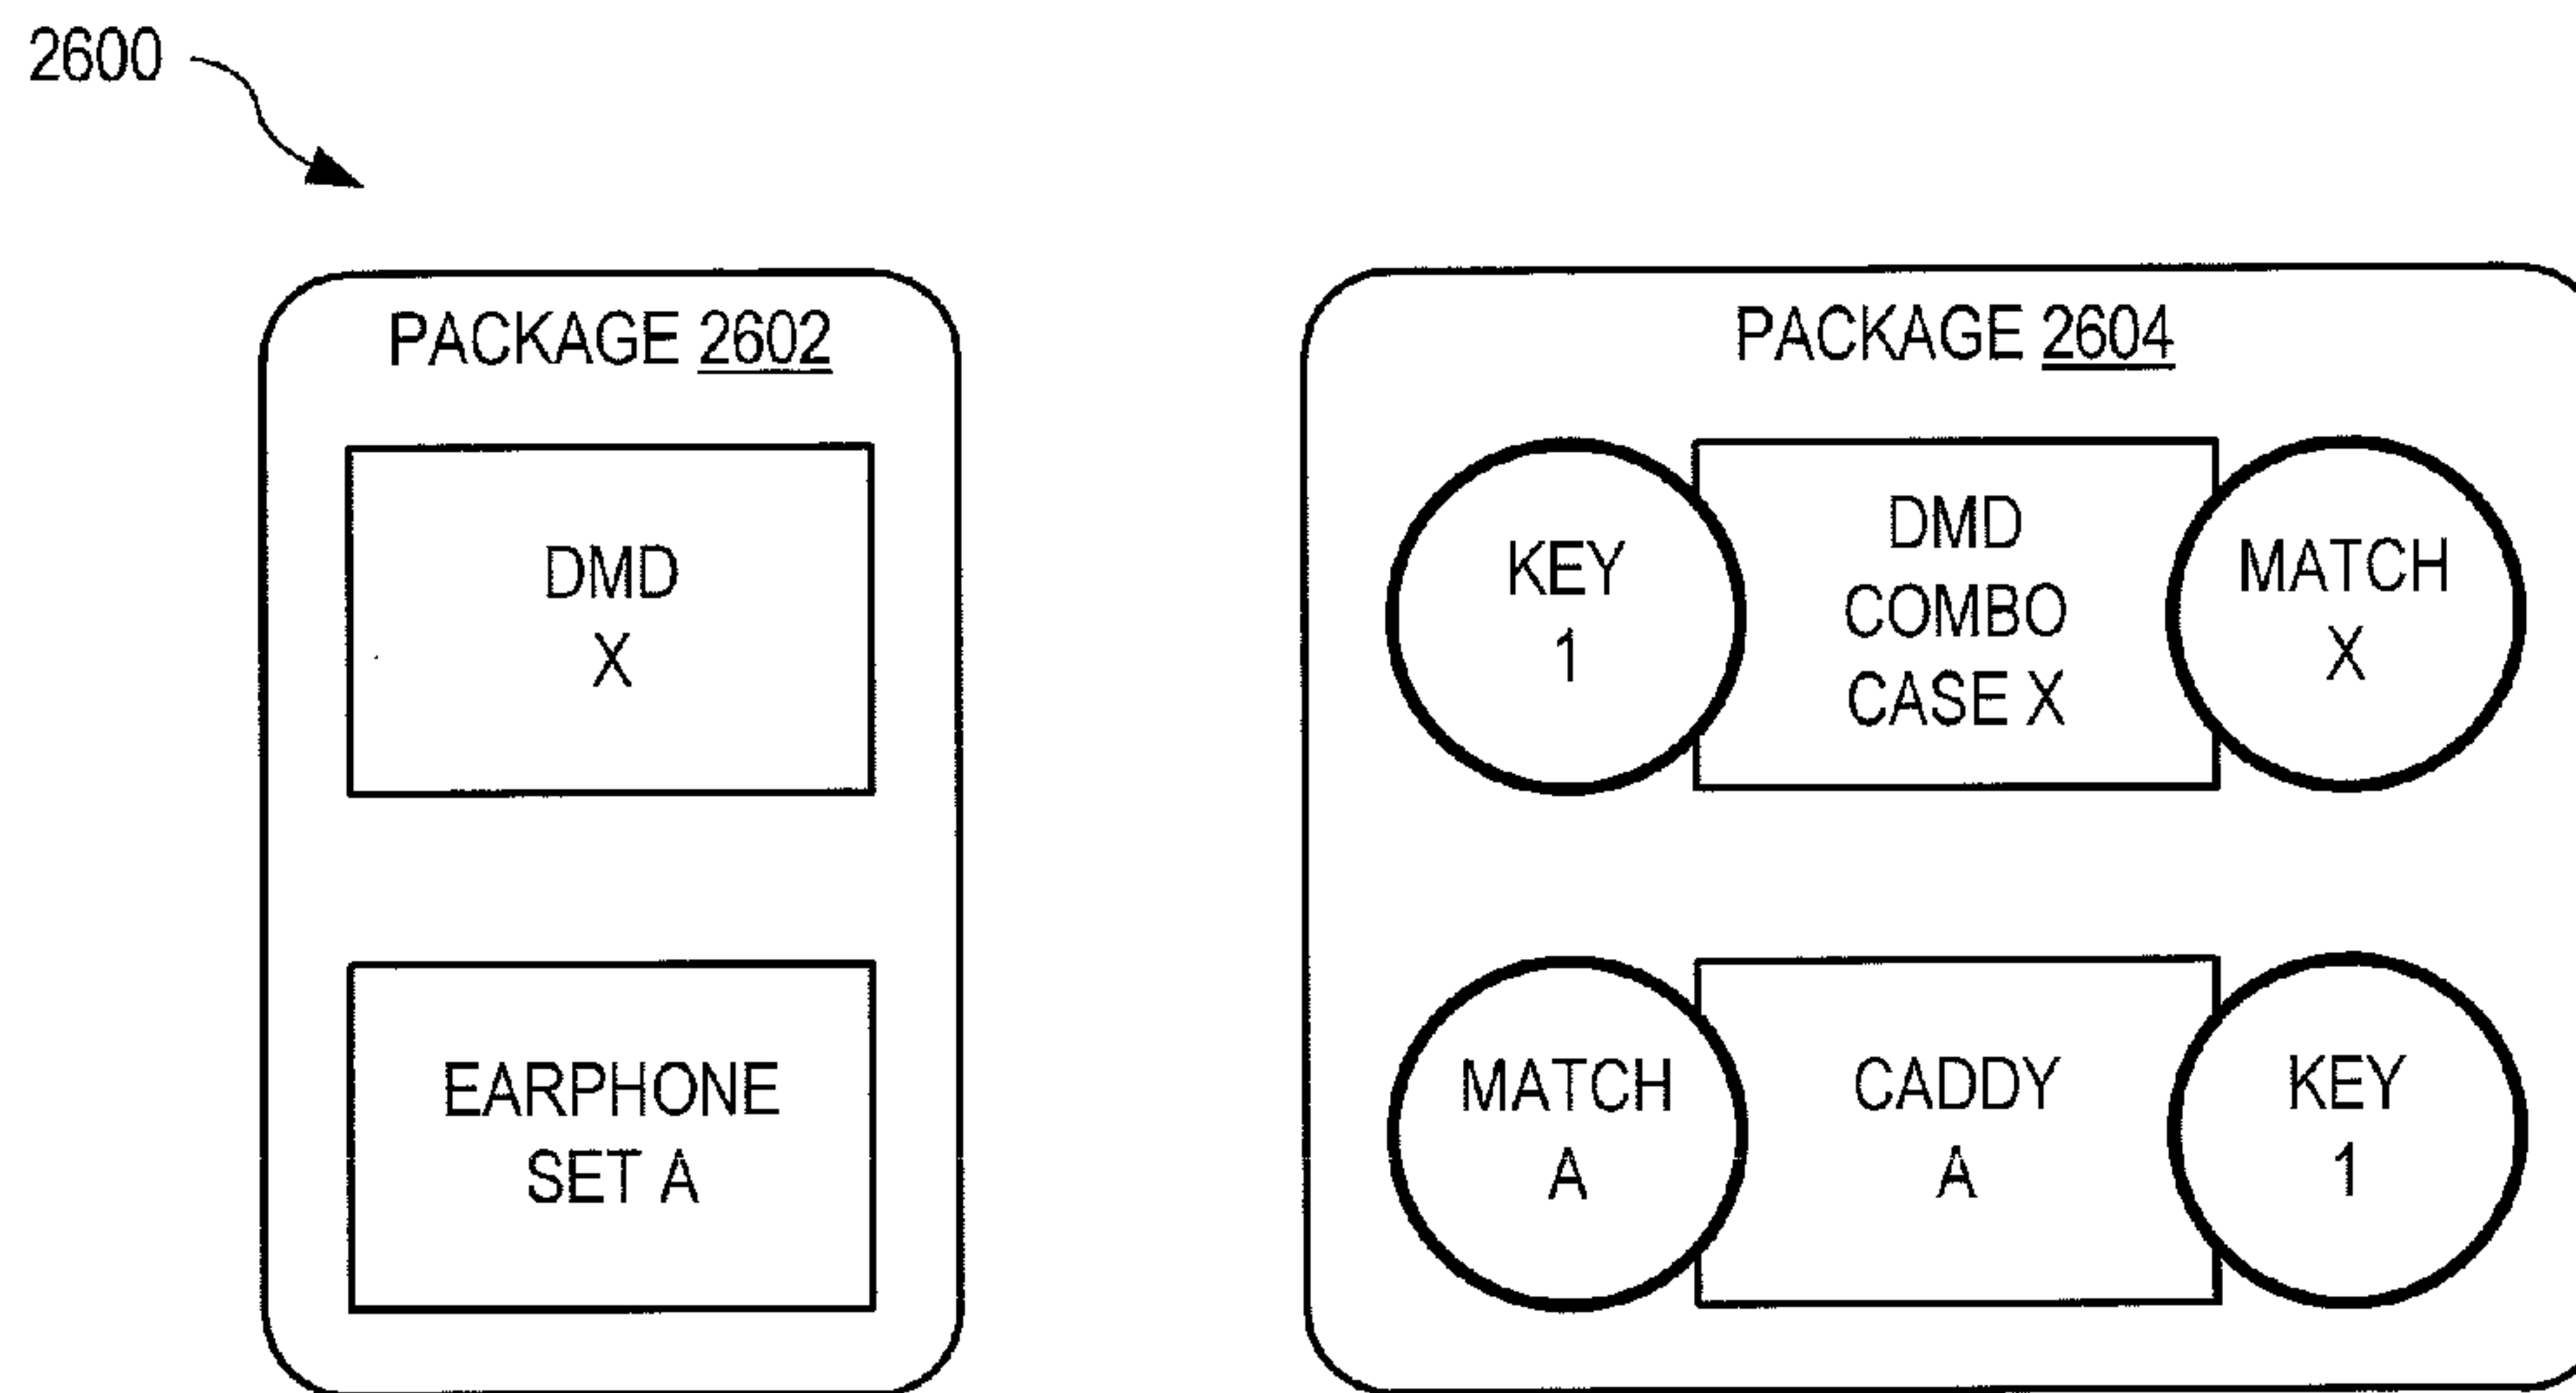 2600
PACKAGE 2602
DMD
X
EARPHONE
SET A
PACKAGE 2604
KEY
1
DMD
COMBO
CASE X
MATCH
X
MATCH
A
CADDY
A
KEY
1